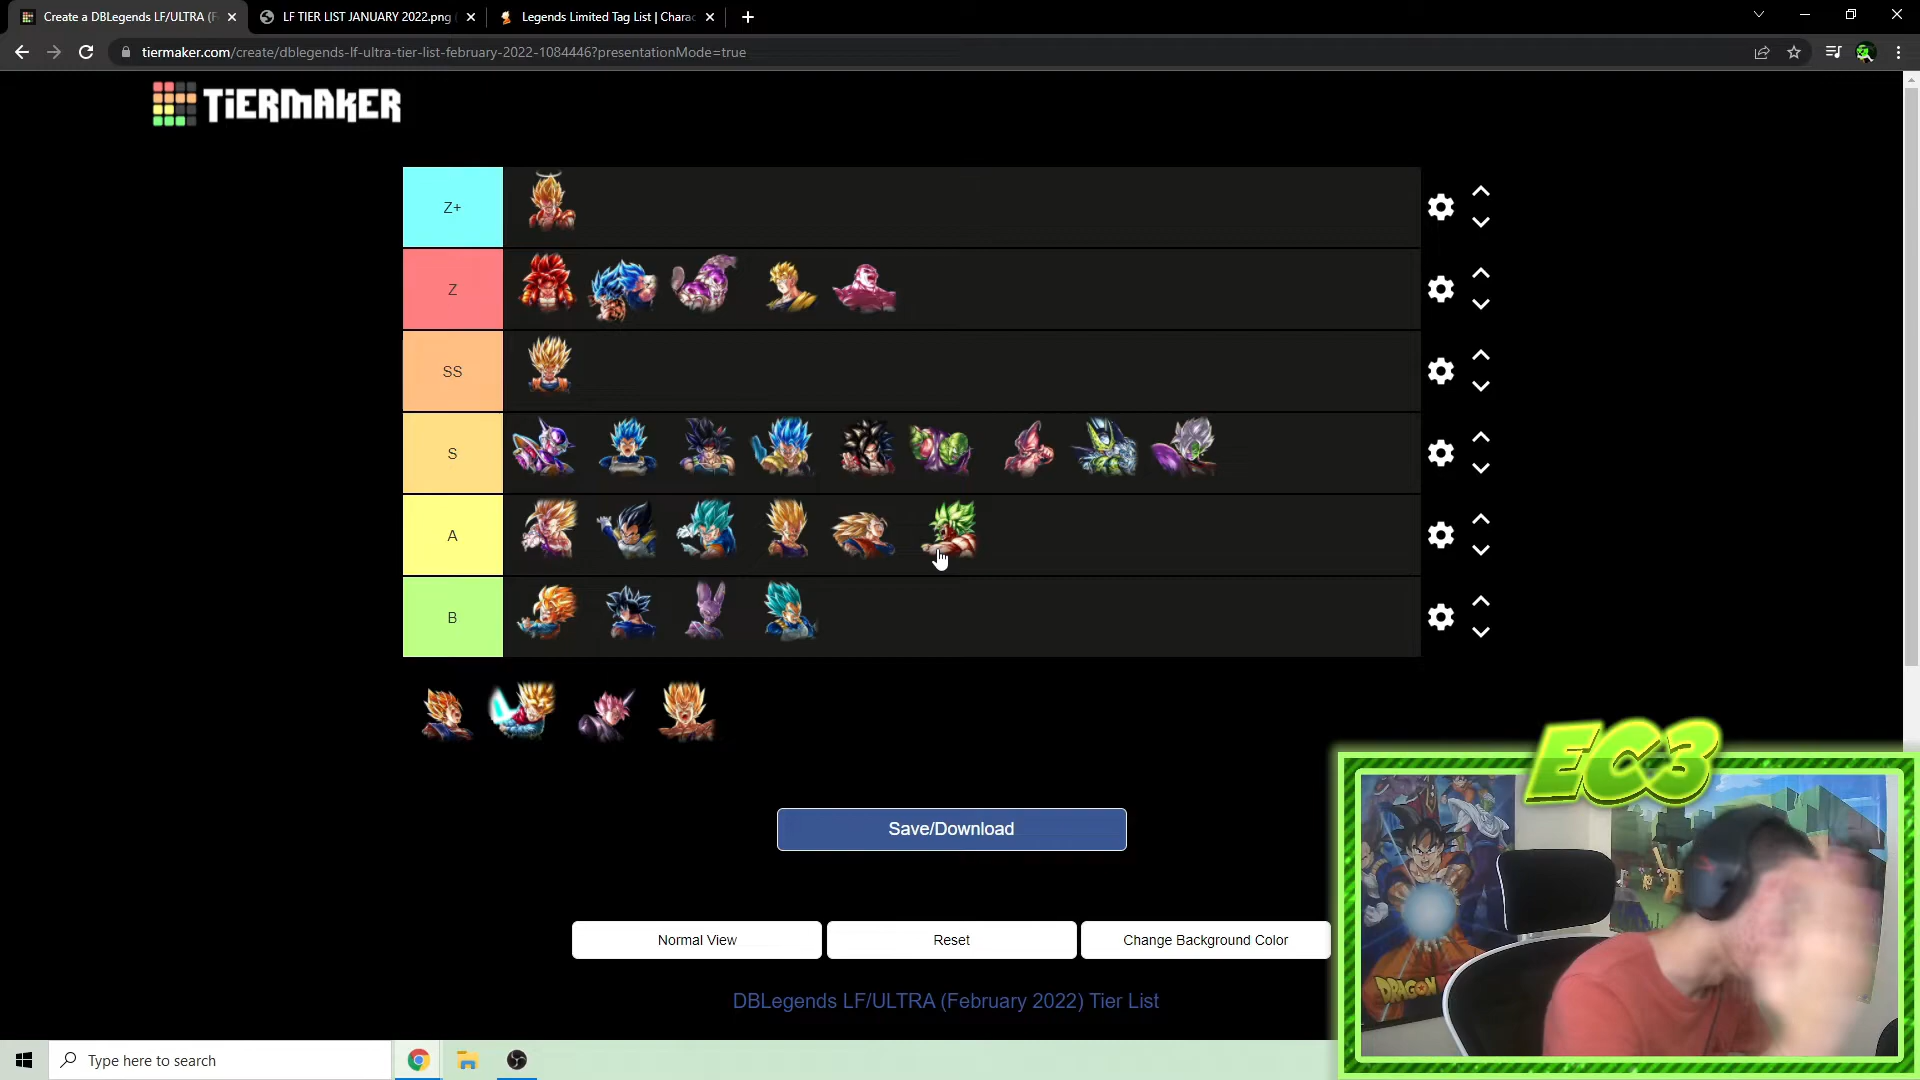 Create a DBLegends LF/ULTRA (F
LF TIER LIST JANUARY 2022.png
Legends Limited Tag List | Charac
tiermaker.com/create/dblegends-lf-ultra-tier-list-february-2022-1084446?presentationMode=true
TIERMAKER
Z+
Z
SS
S
A
B
EC3
Save/Download
Normal View
Reset
Change Background Color
DRAGON
DBLegends LF/ULTRA (February 2022) Tier List
Type here to search